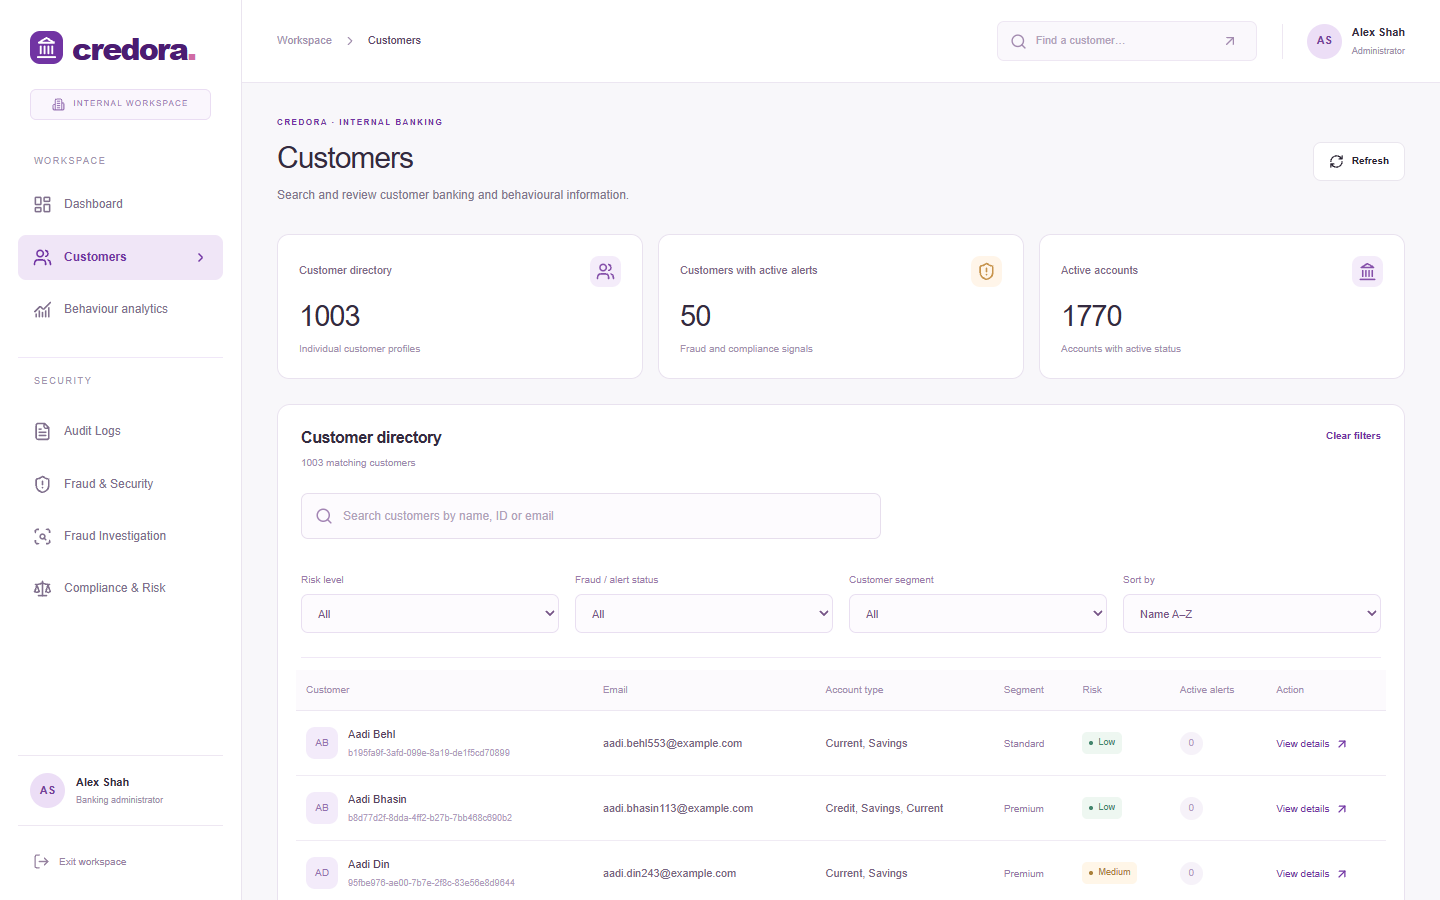 credora.
INTERNAL WORKSPACE
WORKSPACE
Dashboard
Customers
Behaviour analytics
SECURITY
Audit Logs
Fraud & Security
Fraud Investigation
Compliance & Risk
AS
Alex Shah
Banking administrator
Exit workspace
Workspace > Customers
Find a customer...
AS
Alex Shah
Administrator
CREDORA · INTERNAL BANKING
Customers
Search and review customer banking and behavioural information.
Refresh
Customer directory
1003
Individual customer profiles
Customers with active alerts
50
Fraud and compliance signals
Active accounts
1770
Accounts with active status
Customer directory
Clear filters
1003 matching customers
Search customers by name, ID or email
Risk level Fraud / alert status Customer segment Sort by
All All All Name A–Z
Customer Email Account type Segment Risk Active alerts Action
AB Aadi Behl aadi.behl553@example.com Current, Savings Standard Low 0 View details
b195fa9f-3afd-099e-8a19-de1f5cd70899
AB Aadi Bhasin aadi.bhasin113@example.com Credit, Savings, Current Premium Low 0 View details
b8d77d2f-8dda-4ff2-b27b-7bb468c690b2
AD Aadi Din aadi.din243@example.com Current, Savings Premium Medium 0 View details
95fbe976-ae00-7b7e-2f8c-83e56e8d9644